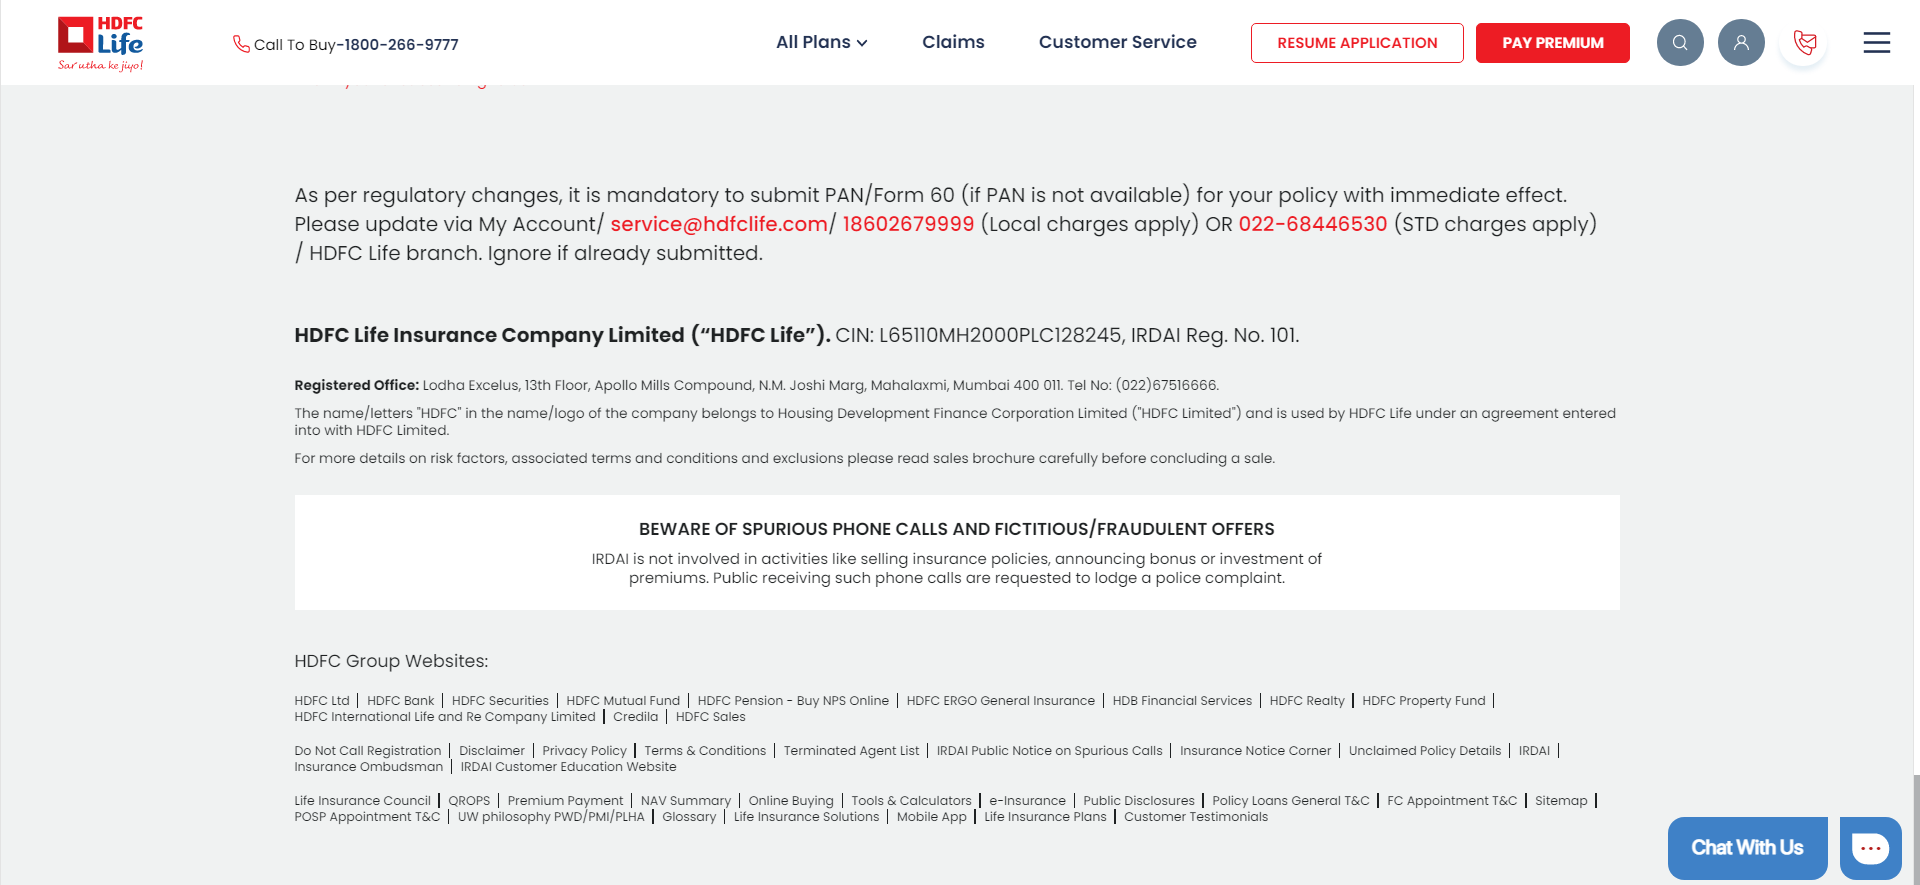 HDFC
Life
Sar utha ke jiyo!
Call To Buy-1800-266-9777
All Plans
Claims
Customer Service
RESUME APPLICATION
PAY PREMIUM
As per regulatory changes, it is mandatory to submit PAN/Form 60 (if PAN is not available) for your policy with immediate effect.
Please update via My Account/ service@hdfclife.com/ 18602679999 (Local charges apply) OR 022-68446530 (STD charges apply)
/ HDFC Life branch. Ignore if already submitted.
HDFC Life Insurance Company Limited (“HDFC Life”). CIN: L65110MH2000PLC128245, IRDAI Reg. No. 101.
Registered Office: Lodha Excelus, 13th Floor, Apollo Mills Compound, N.M. Joshi Marg, Mahalaxmi, Mumbai 400 011. Tel No: (022)67516666.
The name/letters "HDFC" in the name/logo of the company belongs to Housing Development Finance Corporation Limited ("HDFC Limited") and is used by HDFC Life under an agreement entered
into with HDFC Limited.
For more details on risk factors, associated terms and conditions and exclusions please read sales brochure carefully before concluding a sale.
BEWARE OF SPURIOUS PHONE CALLS AND FICTITIOUS/FRAUDULENT OFFERS
IRDAI is not involved in activities like selling insurance policies, announcing bonus or investment of
premiums. Public receiving such phone calls are requested to lodge a police complaint.
HDFC Group Websites:
HDFC Ltd | HDFC Bank | HDFC Securities | HDFC Mutual Fund | HDFC Pension - Buy NPS Online | HDFC ERGO General Insurance | HDB Financial Services | HDFC Realty | HDFC Property Fund |
HDFC International Life and Re Company Limited | Credila | HDFC Sales
Do Not Call Registration | Disclaimer | Privacy Policy | Terms & Conditions | Terminated Agent List | IRDAI Public Notice on Spurious Calls | Insurance Notice Corner | Unclaimed Policy Details | IRDAI |
Insurance Ombudsman | IRDAI Customer Education Website
Life Insurance Council | QROPS | Premium Payment | NAV Summary | Online Buying | Tools & Calculators | e-Insurance | Public Disclosures | Policy Loans General T&C | FC Appointment T&C | Sitemap |
POSP Appointment T&C | UW philosophy PWD/PMI/PLHA | Glossary | Life Insurance Solutions | Mobile App | Life Insurance Plans | Customer Testimonials
Chat With Us